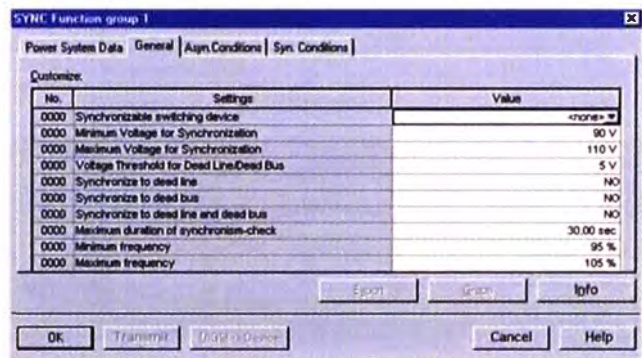 SYNC Function group 1
Power System Data General Asyn.Conditions Syn. Conditions
Customize:
No. Settings Value
0000 Synchronizable switching device <none>
0000 Minimum Voltage for Synchronization 90 V
0000 Maximum Voltage for Synchronization 110 V
0000 Voltage Threshold for Dead Line/Dead Bus 5 V
0000 Synchronize to dead line NO
0000 Synchronize to dead bus NO
0000 Synchronize to dead line and dead bus NO
0000 Maximum duration of synchronism-check 30.00 sec
0000 Minimum frequency 95 %
0000 Maximum frequency 105 %
Export Graph Info
OK Transmit Cancel Help